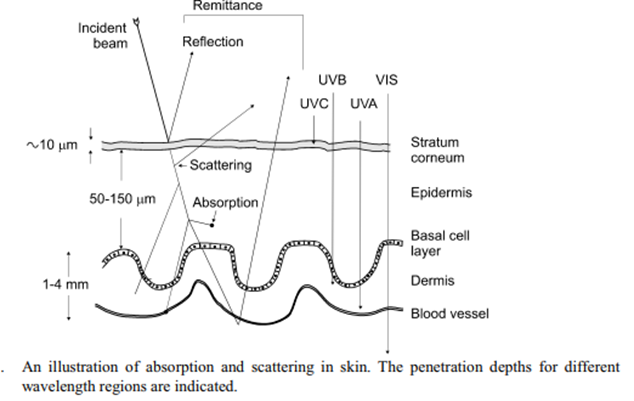 Remittance
Incident
beam
Reflection
UVB
VIS
UVC
UVA
~10 µm
Stratum
corneum
Scattering
50-150 µm
Absorption
Epidermis
Basal cell
layer
1-4 mm
Dermis
Blood vessel
. An illustration of absorption and scattering in skin. The penetration depths for different
wavelength regions are indicated.